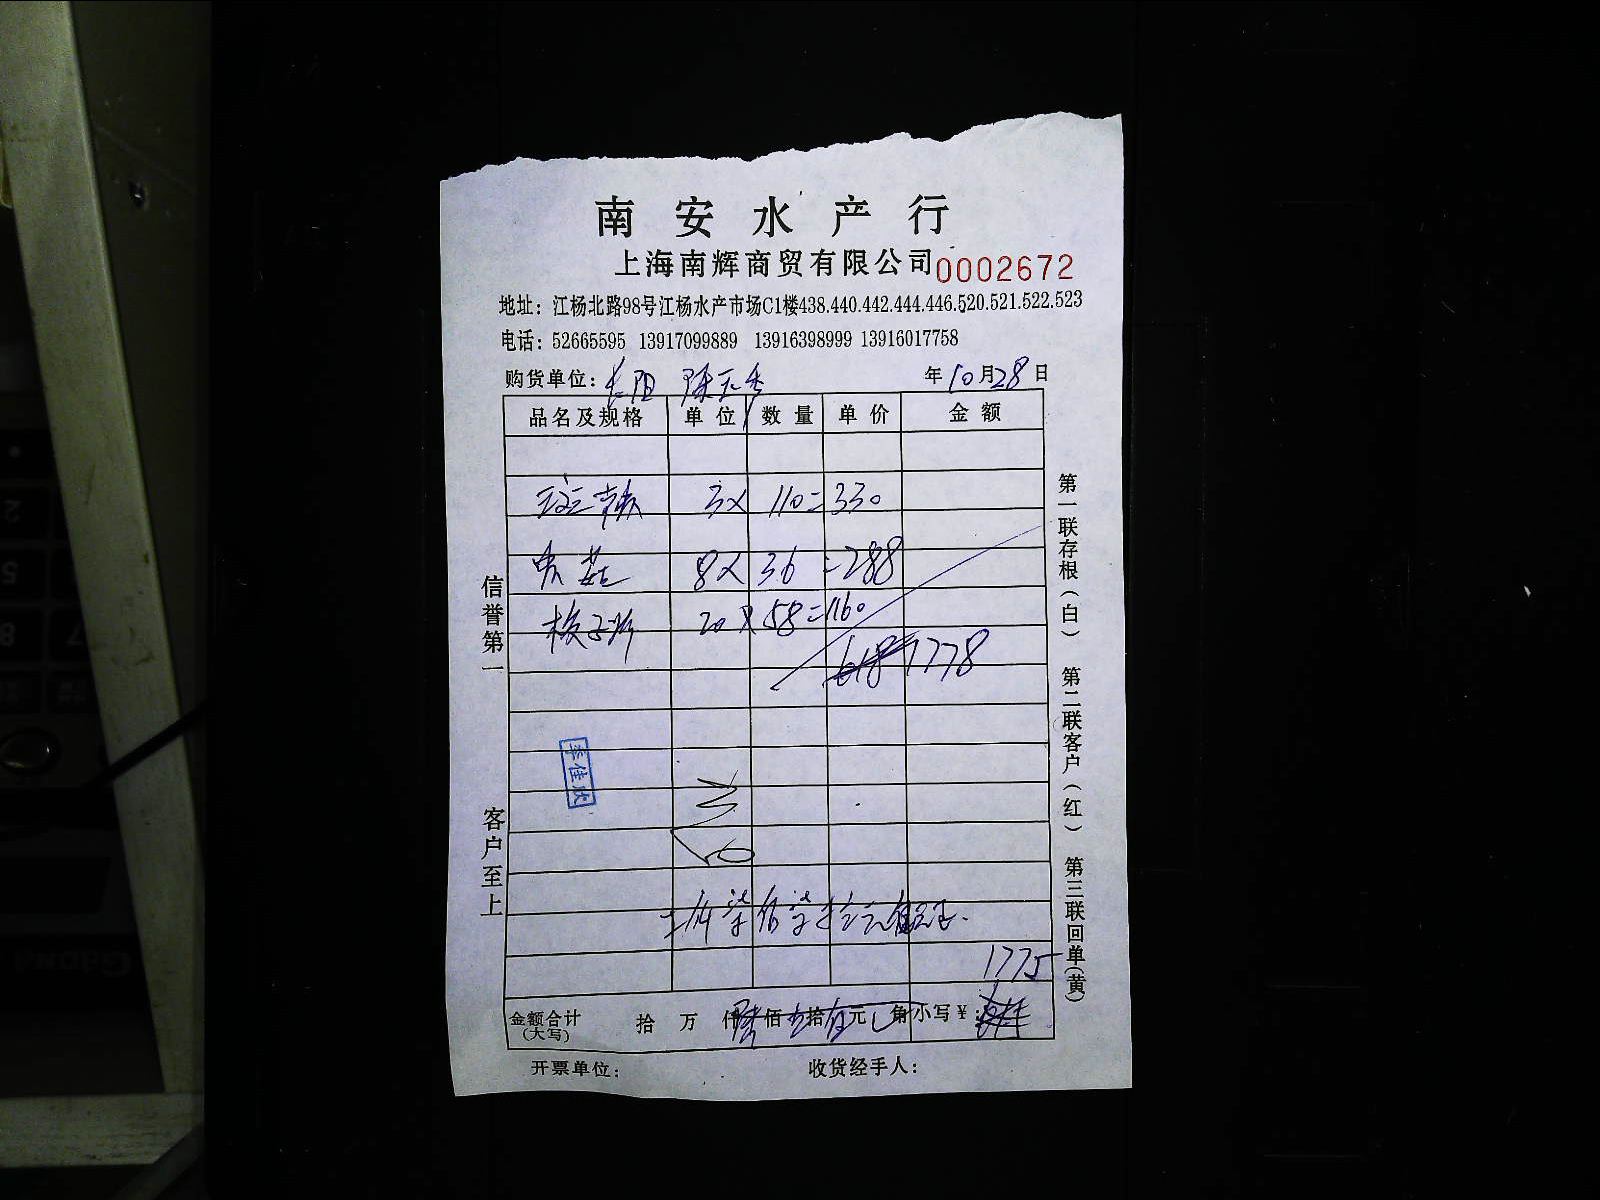 南安水产行
上海南辉商贸有限公司 0002672
地址：江杨北路98号江杨水产市场C1楼438.440.442.444.446.520.521.522.523
电话：52665595 13917099889 13916398999 13916017758
购货单位： 年10月28日
品名及规格 单位 数量 单价 金额
3× 110=330
8× 36=288
20× 58=1160
618 1778
信誉第一
客户至上
李佳欣
1775
金额合计（大写） 拾 万 仟 佰 拾 元 角 小写￥：
开票单位： 收货经手人：
第一联存根（白） 第二联客户（红） 第三联回单（黄）